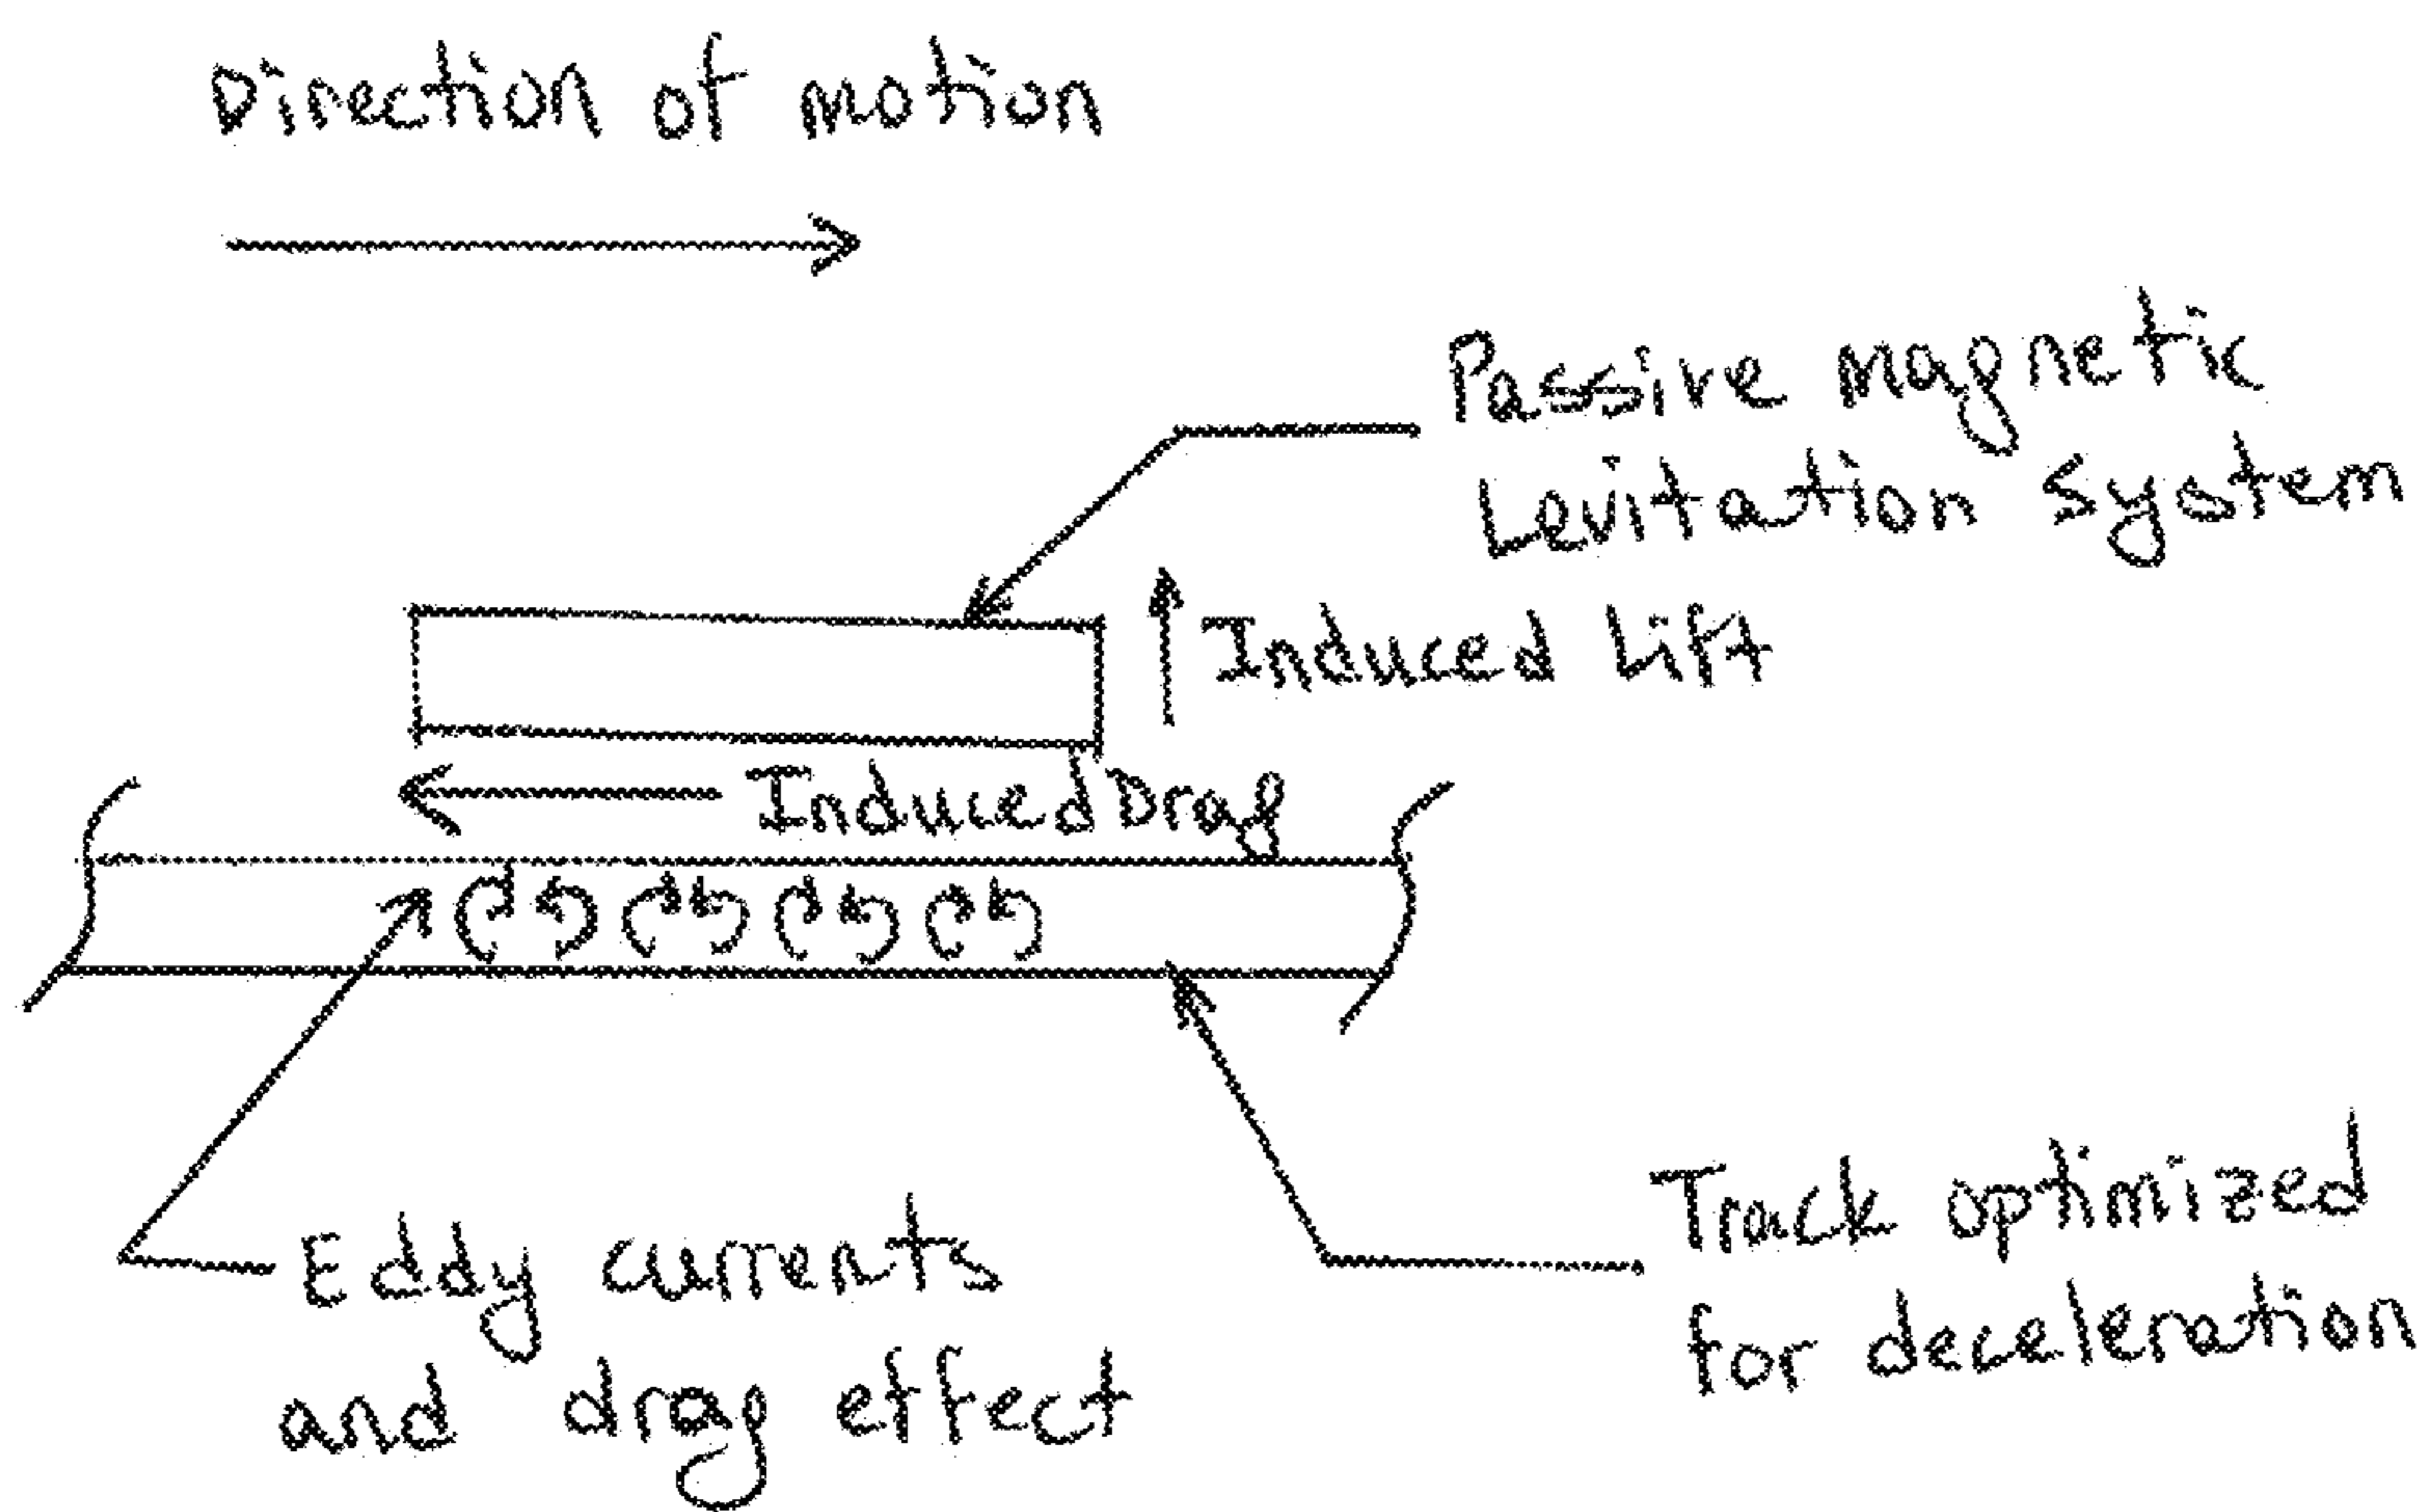 Direction of motion
Passive Magnetic
Levitation System
Induced Lift
Induced Drag
Eddy currents
and drag effect
Track optimized
for deceleration